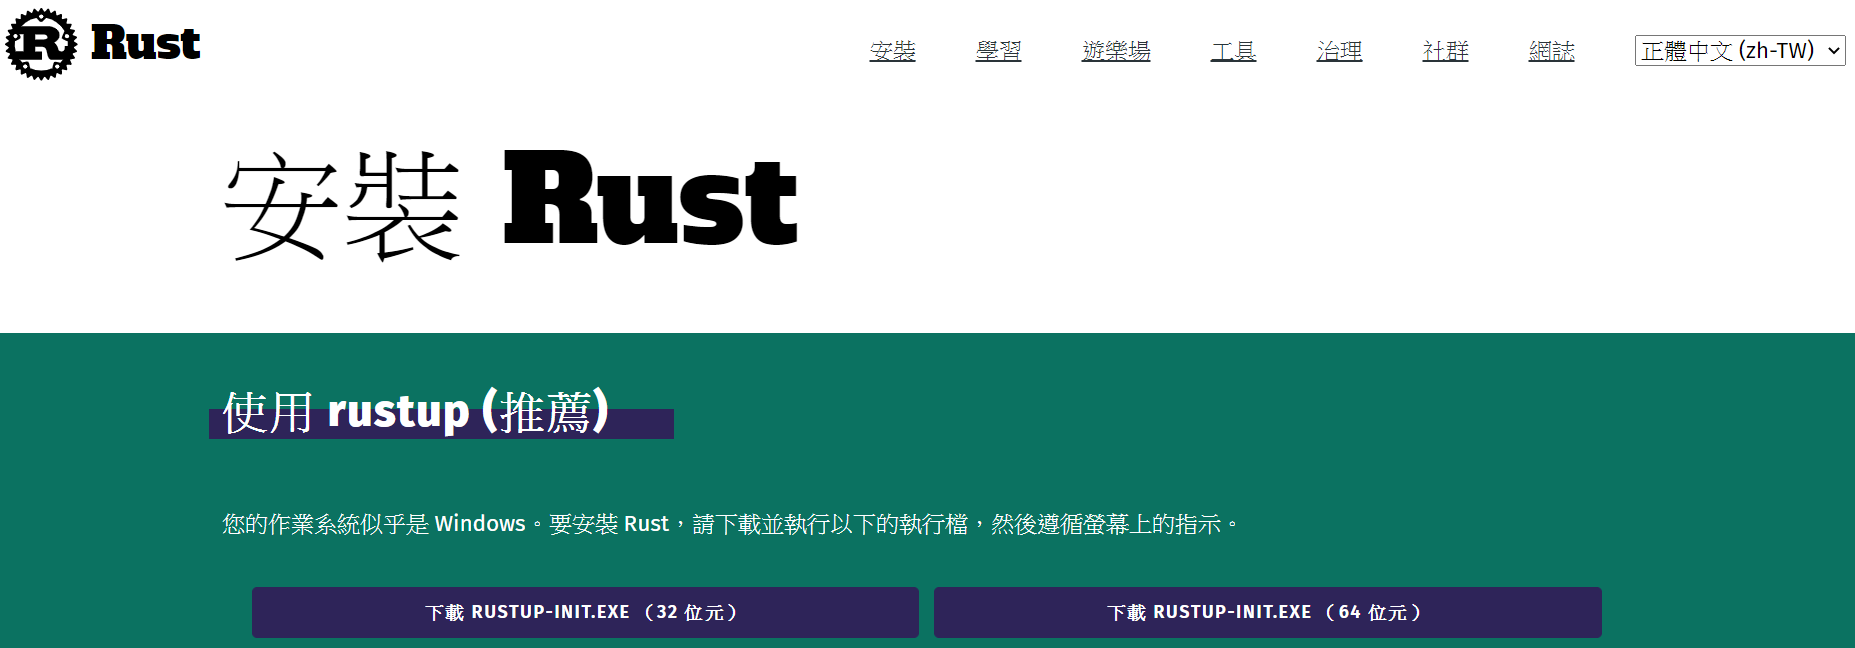 R Rust
安裝 學習 遊樂場 工具 治理 社群 網誌 正體中文 (zh-TW)
安裝 Rust
使用 rustup (推薦)
您的作業系統似乎是 Windows。要安裝 Rust，請下載並執行以下的執行檔，然後遵循螢幕上的指示。
下載 RUSTUP-INIT.EXE （32 位元） 下載 RUSTUP-INIT.EXE （64 位元）